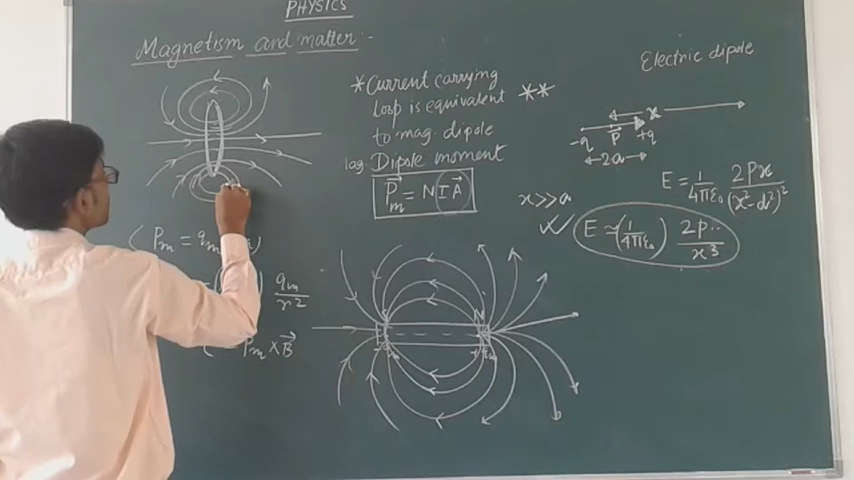 PHYSICS
Magnetism and matter:-
*Current carrying
loop is equivalent **
to mag. dipole
Dipole moment
P⃗m = NIA⃗
Pm = qm
qm/r²
Pm × B⃗
Electric dipole
x
-q P⃗ +q
2a
E = 1/4πε₀ 2Px/(x²-a²)²
x>>a
E ≃ (1/4πε₀) 2p/x³